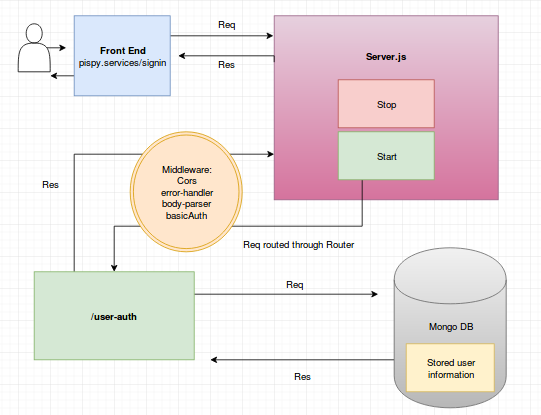 Front End
pispy.services/signin
Req
Res
Server.js
Stop
Start
Middleware:
Cors
error-handler
body-parser
basicAuth
Res
Req routed through Router
/user-auth
Req
Res
Mongo DB
Stored user
information